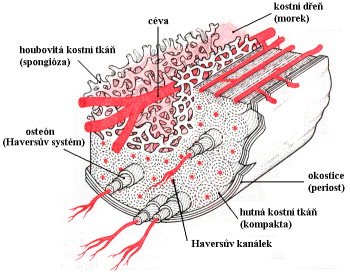 kostní dřeň
(morek)
céva
houbovitá kostní tkáň
(spongióza)
osteón
(Haversův systém)
okostice
(periost)
hutná kostní tkáň
(kompakta)
Haversův kanálek